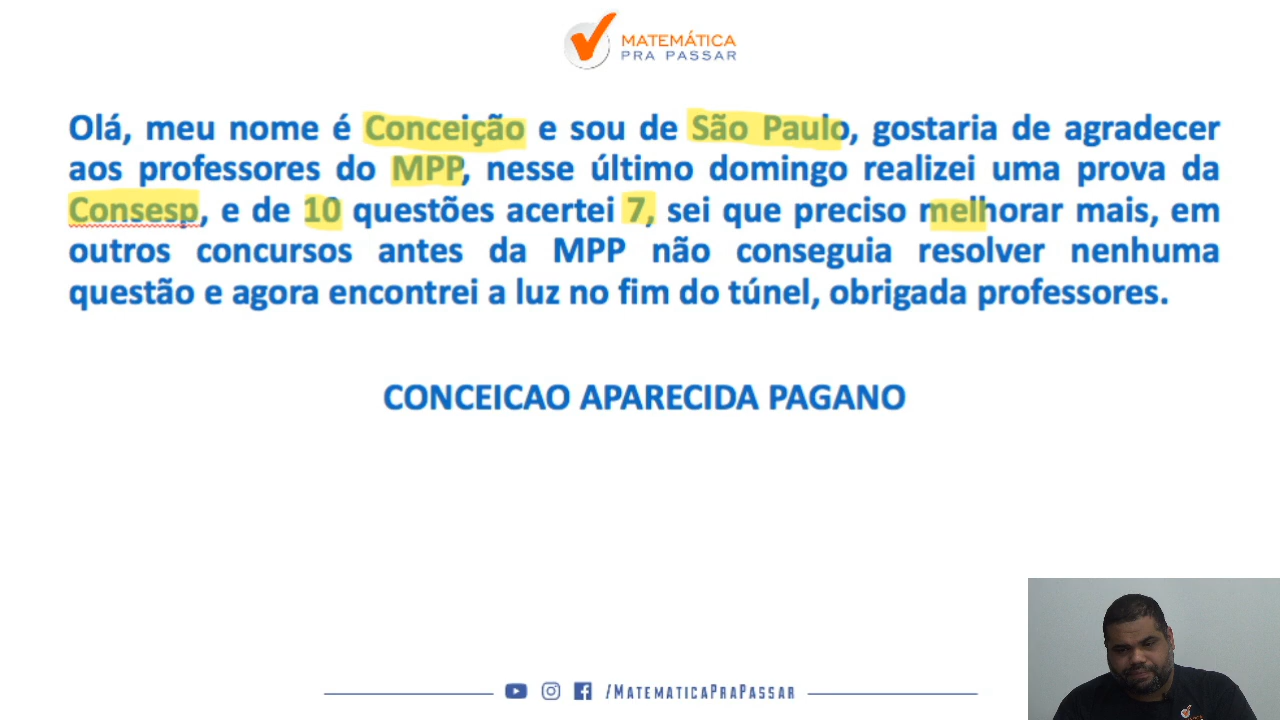 MATEMÁTICA
PRA PASSAR
Olá, meu nome é Conceição e sou de São Paulo, gostaria de agradecer
aos professores do MPP, nesse último domingo realizei uma prova da
Consesp, e de 10 questões acertei 7, sei que preciso melhorar mais, em
outros concursos antes da MPP não conseguia resolver nenhuma
questão e agora encontrei a luz no fim do túnel, obrigada professores.
CONCEICAO APARECIDA PAGANO
/MATEMATICAPRAPASSAR